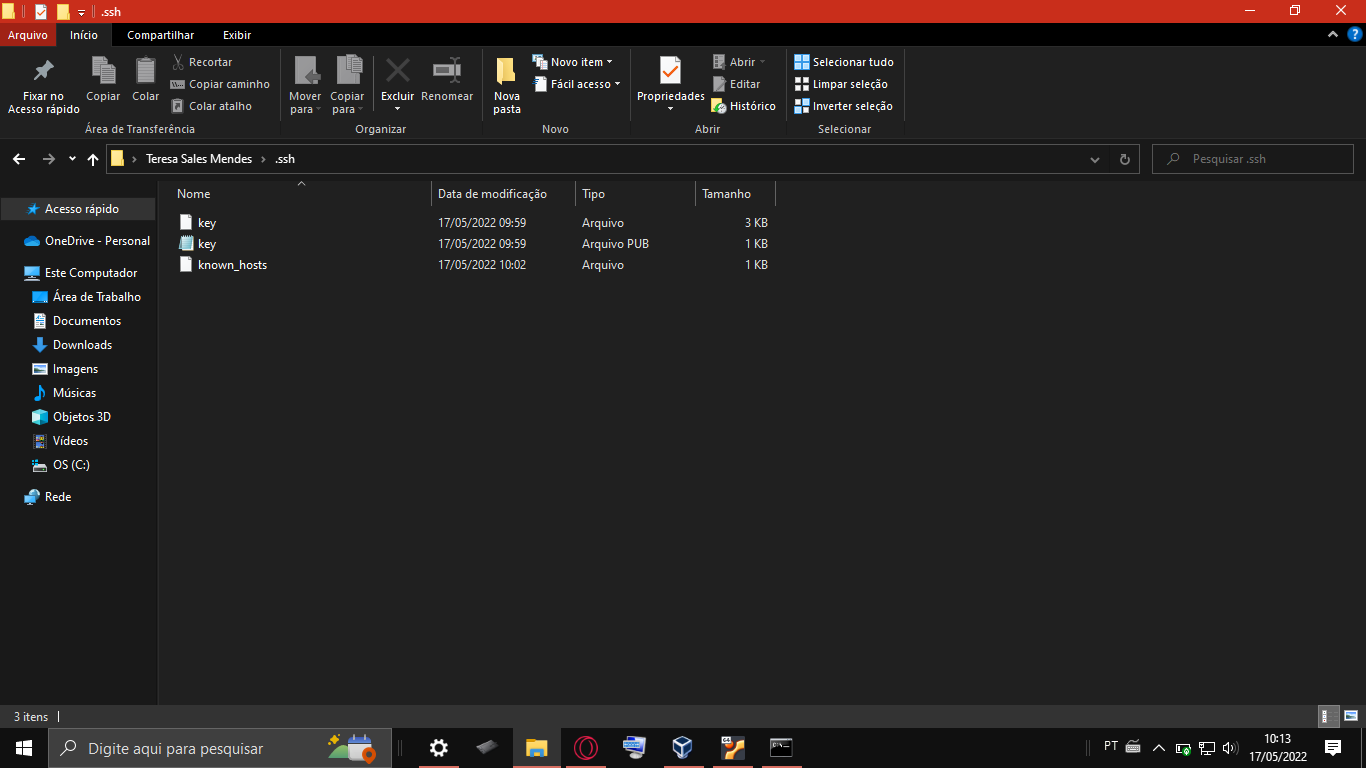 .ssh
Arquivo Início Compartilhar Exibir
Fixar no Acesso rápido
Copiar
Colar
Recortar
Copiar caminho
Colar atalho
Área de Transferência
Mover para
Copiar para
Excluir
Renomear
Organizar
Nova pasta
Novo item
Fácil acesso
Novo
Propriedades
Abrir
Editar
Histórico
Abrir
Selecionar tudo
Limpar seleção
Inverter seleção
Selecionar
Teresa Sales Mendes .ssh
Pesquisar .ssh
Acesso rápido
OneDrive - Personal
Este Computador
Área de Trabalho
Documentos
Downloads
Imagens
Músicas
Objetos 3D
Vídeos
OS (C:)
Rede
Nome Data de modificação Tipo Tamanho
key 17/05/2022 09:59 Arquivo 3 KB
key 17/05/2022 09:59 Arquivo PUB 1 KB
known_hosts 17/05/2022 10:02 Arquivo 1 KB
3 itens
Digite aqui para pesquisar
64
PT
10:13
17/05/2022